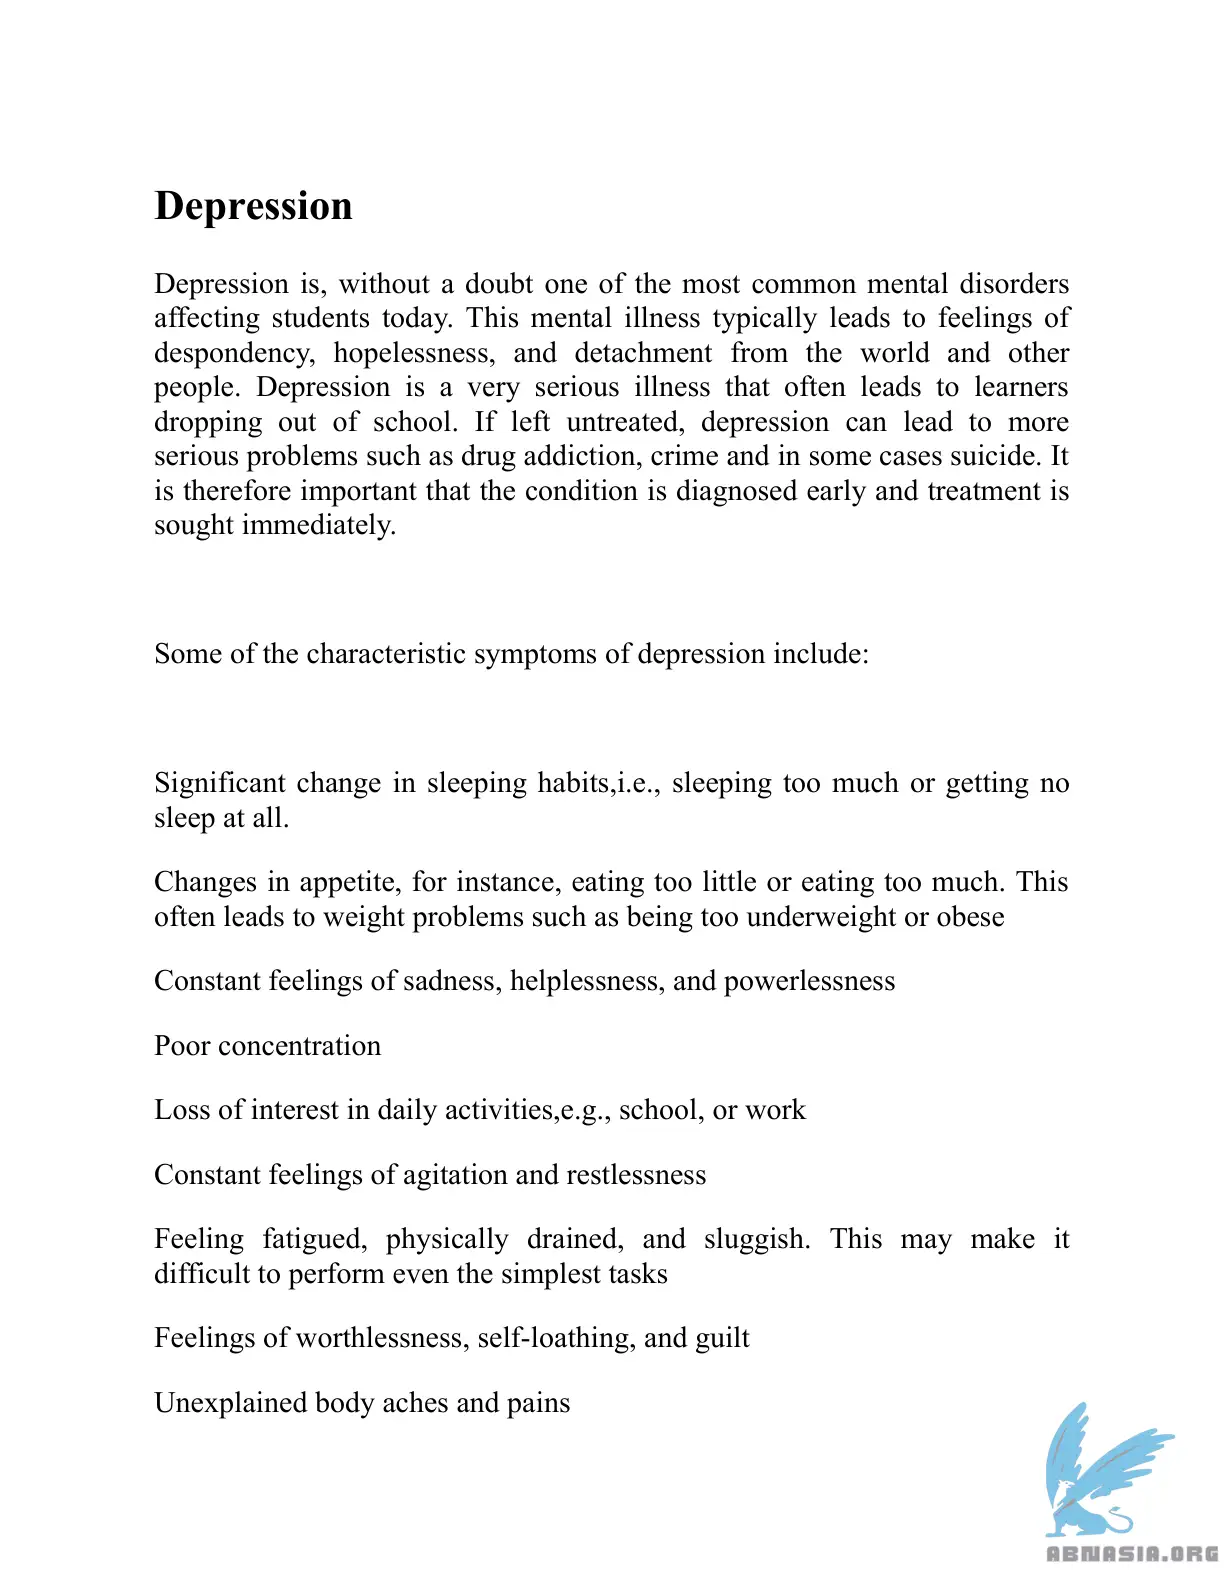 Depression
Depression is, without a doubt one of the most common mental disorders
affecting students today. This mental illness typically leads to feelings of
despondency, hopelessness, and detachment from the world and other
people. Depression is a very serious illness that often leads to learners
dropping out of school. If left untreated, depression can lead to more
serious problems such as drug addiction, crime and in some cases suicide. It
is therefore important that the condition is diagnosed early and treatment is
sought immediately.
Some of the characteristic symptoms of depression include:
Significant change in sleeping habits,i.e., sleeping too much or getting no
sleep at all.
Changes in appetite, for instance, eating too little or eating too much. This
often leads to weight problems such as being too underweight or obese
Constant feelings of sadness, helplessness, and powerlessness
Poor concentration
Loss of interest in daily activities,e.g., school, or work
Constant feelings of agitation and restlessness
Feeling fatigued, physically drained, and sluggish. This may make it
difficult to perform even the simplest tasks
Feelings of worthlessness, self-loathing, and guilt
Unexplained body aches and pains
ABNASIA.ORG